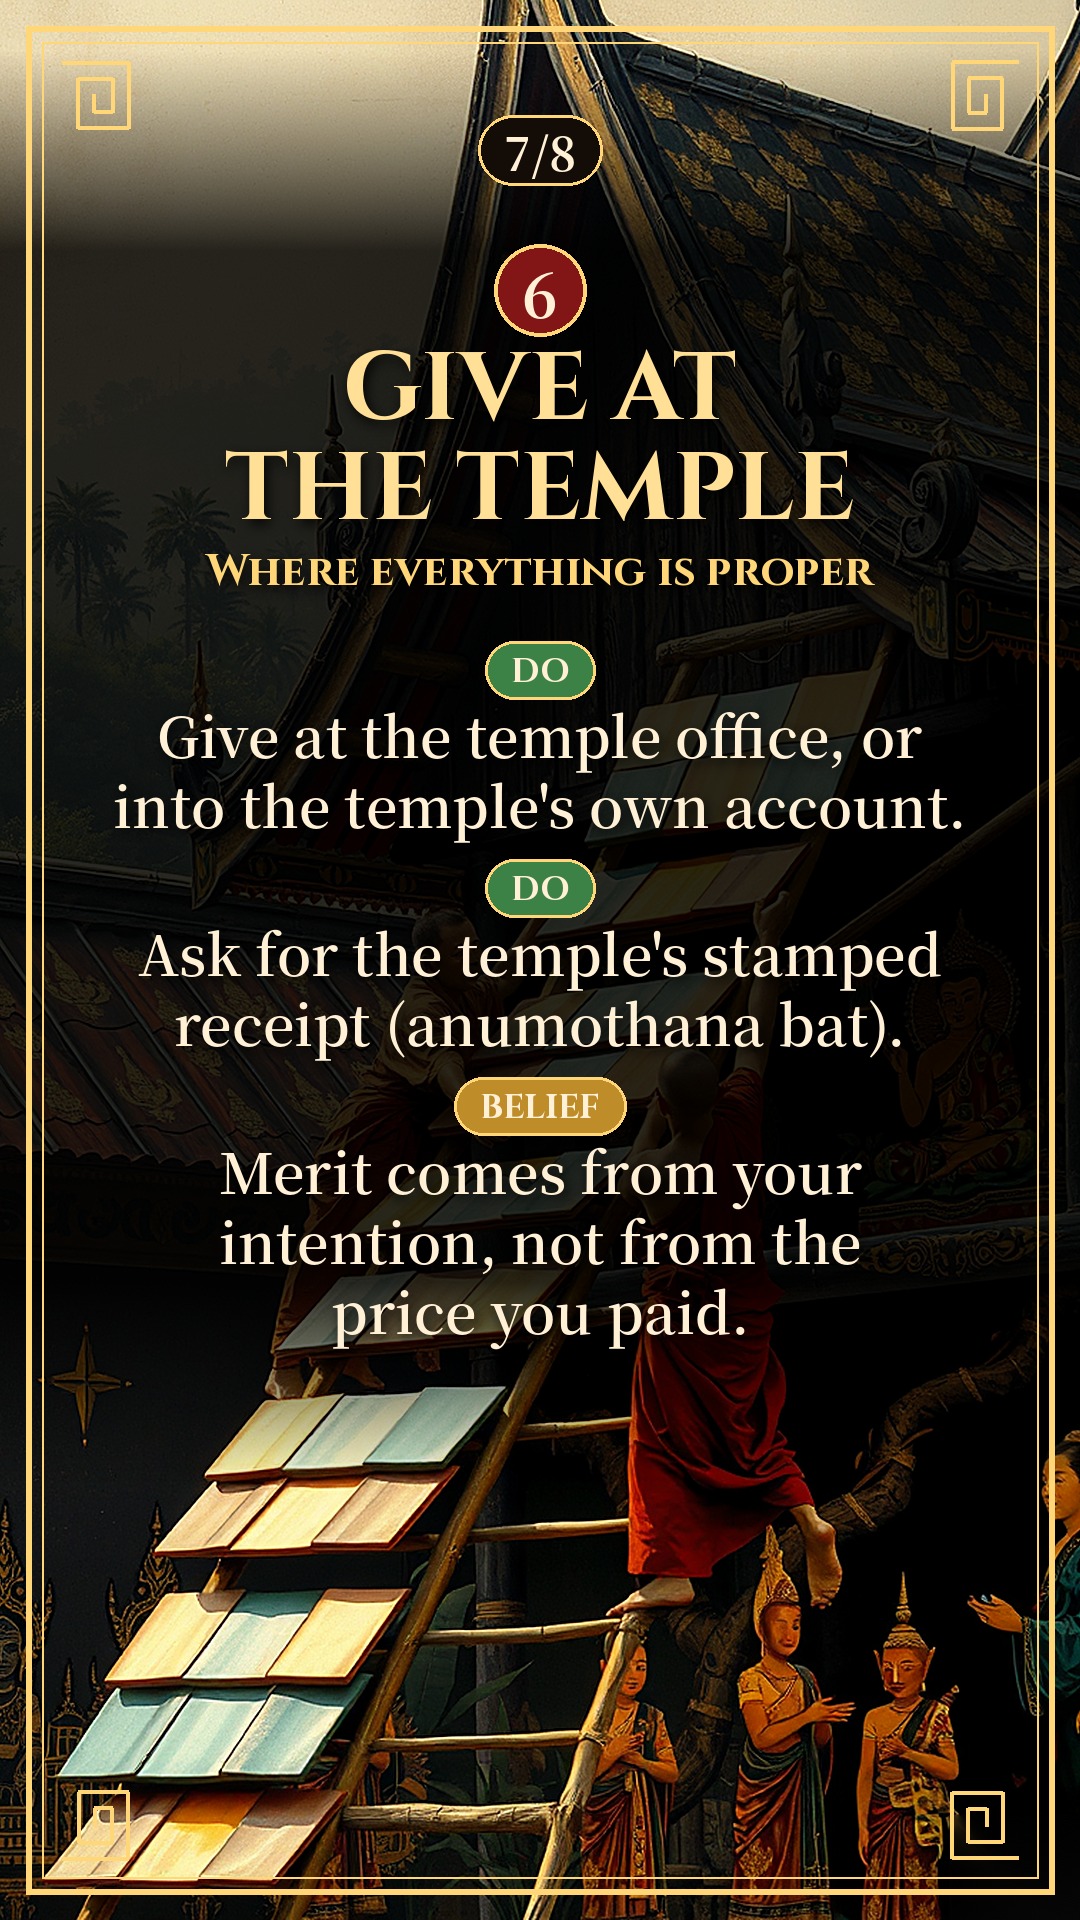 7/8
6
GIVE AT
THE TEMPLE
WHERE EVERYTHING IS PROPER
DO
Give at the temple office, or
into the temple's own account.
DO
Ask for the temple's stamped
receipt (anumothana bat).
BELIEF
Merit comes from your
intention, not from the
price you paid.